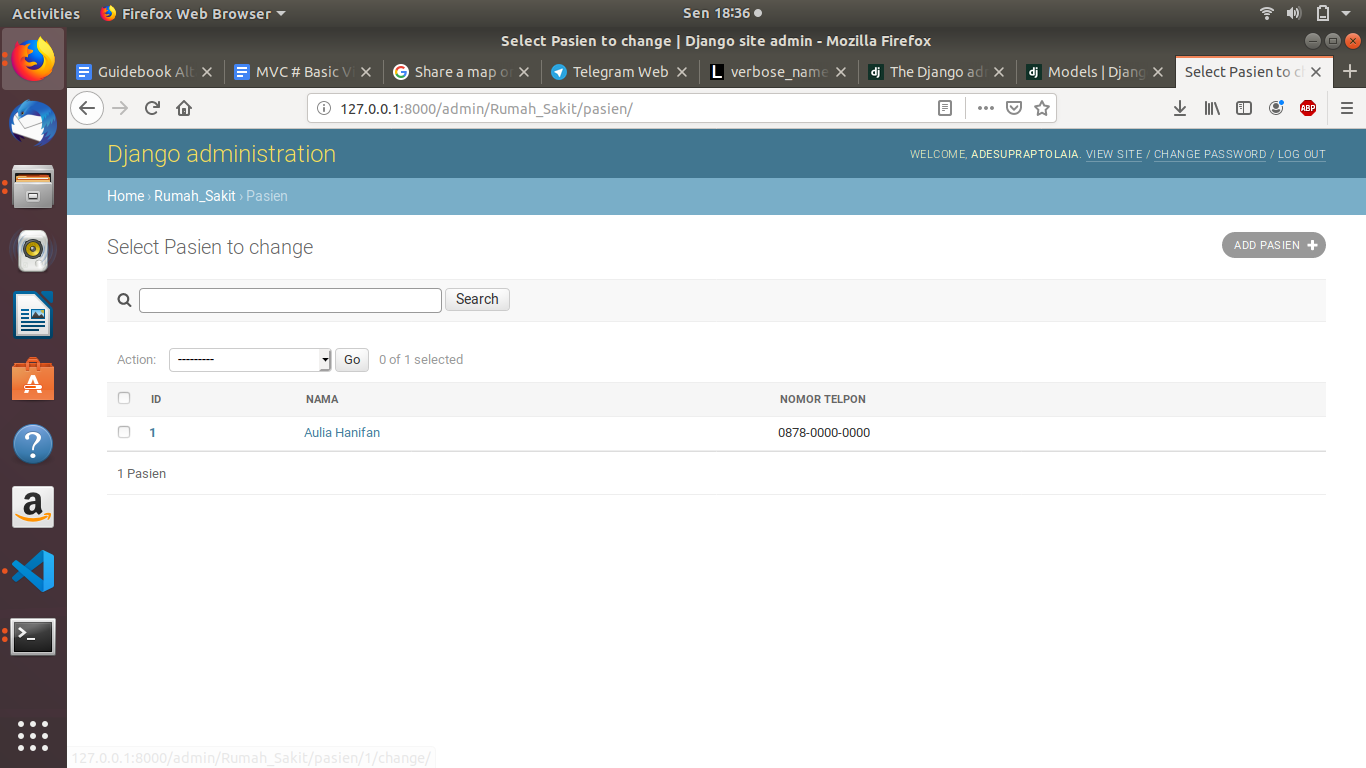 Activities Firefox Web Browser Sen 18:36
Select Pasien to change | Django site admin - Mozilla Firefox
Guidebook Alt MVC # Basic V Share a map o Telegram Web verbose_name The Django ad Models | Djang Select Pasien to c
127.0.0.1:8000/admin/Rumah_Sakit/pasien/ ABP
Django administration WELCOME, ADESUPRAPTOLAIA. VIEW SITE / CHANGE PASSWORD / LOG OUT
Home › Rumah_Sakit › Pasien
Select Pasien to change ADD PASIEN +
Search
Action: --------- Go 0 of 1 selected
ID NAMA NOMOR TELPON
1 Aulia Hanifan 0878-0000-0000
1 Pasien
127.0.0.1:8000/admin/Rumah_Sakit/pasien/1/change/